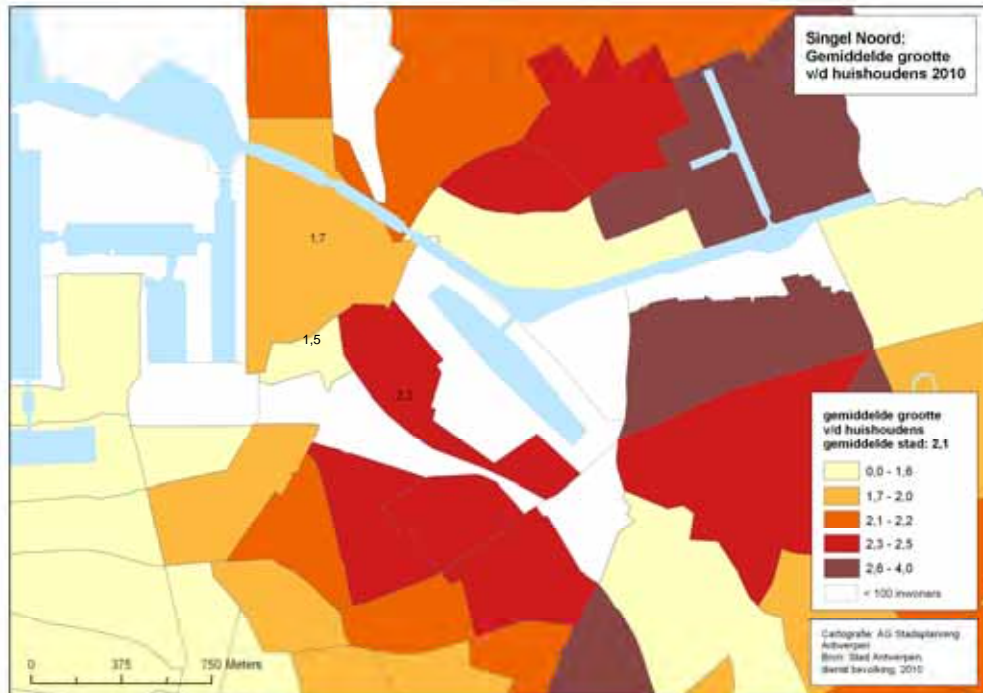 Singel Noord:
Gemiddelde grootte
v/d huishoudens 2010
1,7
1,5
gemiddelde grootte
v/d huishoudens
gemiddelde stad: 2,1
0,0 - 1,6
1,7 - 2,0
2,1 - 2,2
2,3 - 2,5
2,6 - 4,0
< 100 inwoners
Cartografie: AG Stadsplanning
Antwerpen
Bron: Stad Antwerpen,
dienst bevolking, 2010
0 375 750 Meters